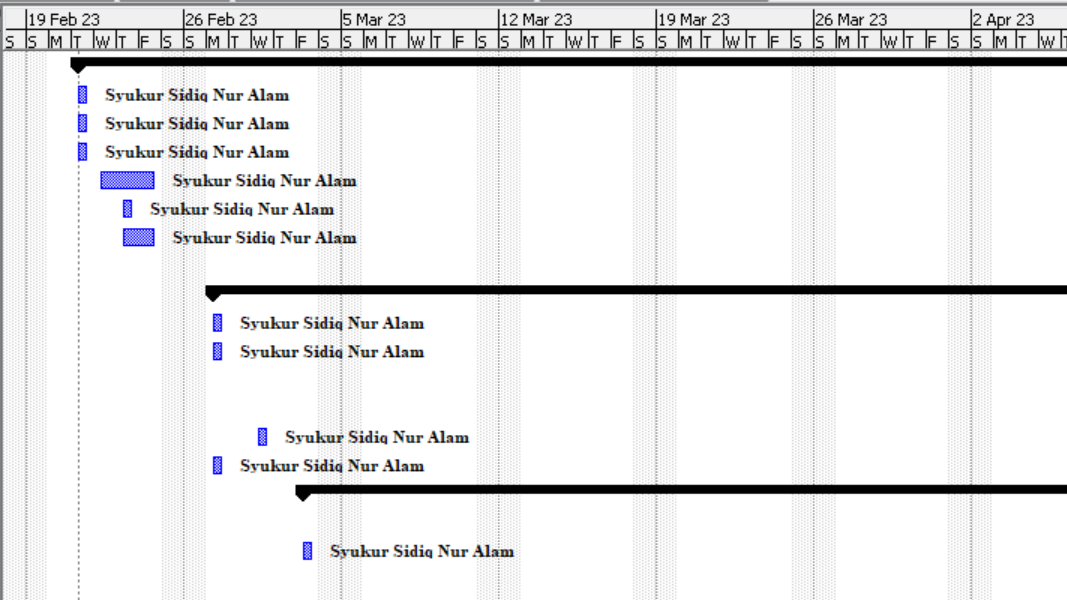 19 Feb 23 26 Feb 23 5 Mar 23 12 Mar 23 19 Mar 23 26 Mar 23 2 Apr 23
S S M T W T F S S M T W T F S S M T W T F S S M T W T F S S M T W T F S S M T W T F S S M T W T
Syukur Sidiq Nur Alam
Syukur Sidiq Nur Alam
Syukur Sidiq Nur Alam
Syukur Sidiq Nur Alam
Syukur Sidiq Nur Alam
Syukur Sidiq Nur Alam
Syukur Sidiq Nur Alam
Syukur Sidiq Nur Alam
Syukur Sidiq Nur Alam
Syukur Sidiq Nur Alam
Syukur Sidiq Nur Alam